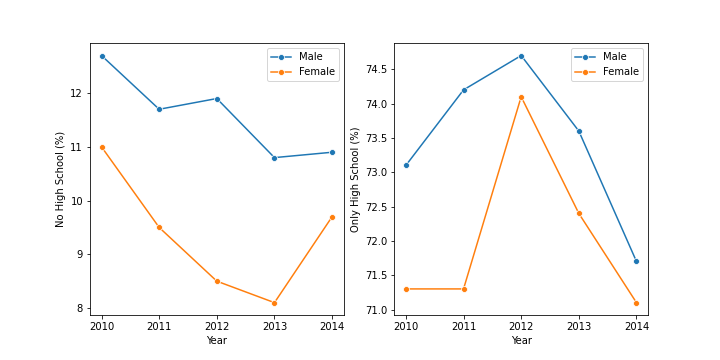 No High School (%)
12
11
10
9
8
2010 2011 2012 2013 2014
Year
Male
Female
Only High School (%)
74.5
74.0
73.5
73.0
72.5
72.0
71.5
71.0
2010 2011 2012 2013 2014
Year
Male
Female